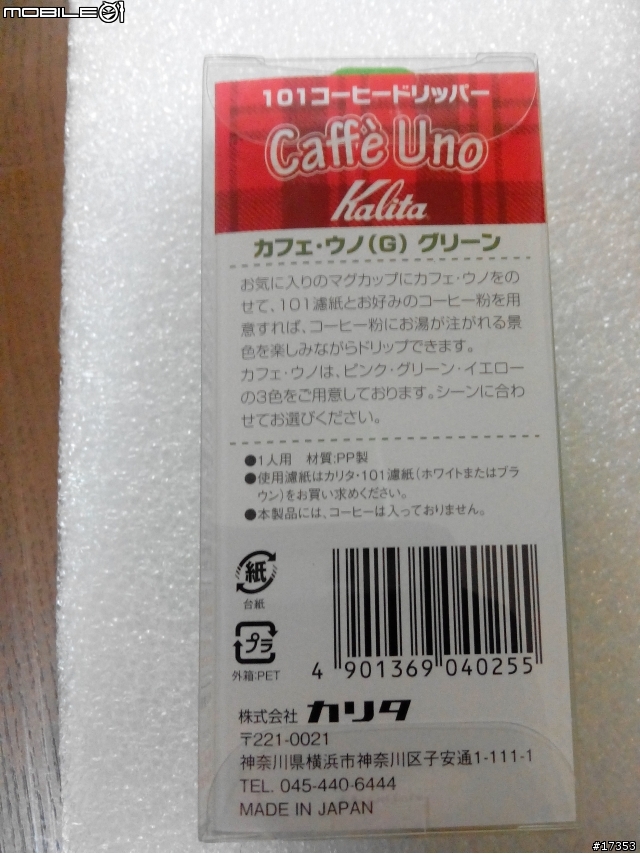 MOBILE01
101コーヒードリッパー
Caffè Uno
Kalita
カフェ・ウノ(G) グリーン
お気に入りのマグカップにカフェ・ウノをの
せて、101濾紙とお好みのコーヒー粉を用
意すれば、コーヒー粉にお湯が注がれる景
色を楽しみながらドリップできます。
カフェ・ウノは、ピンク・グリーン・イエロー
の3色をご用意しております。シーンに合わ
せてお選びください。
●1人用 材質:PP製
●使用濾紙はカリタ・101濾紙(ホワイトまたはブラ
ウン)をお買い求めください。
●本製品には、コーヒーは入っておりません。
紙
台紙
プラ
外箱:PET
4 901369 040255
株式会社 カリタ
〒221-0021
神奈川県横浜市神奈川区子安通1-111-1
TEL. 045-440-6444
MADE IN JAPAN
#17353